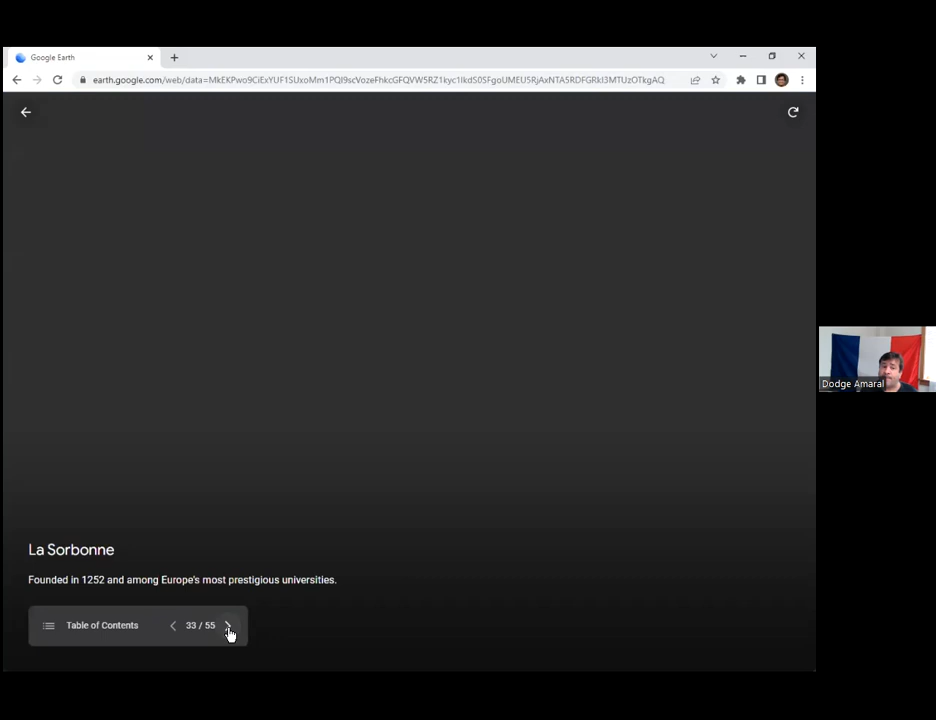 Google Earth
earth.google.com/web/data=MkEKPwo9CiExYUF1SUxoMm1PQl9scVozeFhkcGFQVW5RZ1kyc1lkdS0SFgoUMEU5RjAxNTA5RDFGRkI3MTUzOTkgAQ
Dodge Amaral
La Sorbonne
Founded in 1252 and among Europe's most prestigious universities.
Table of Contents
33 / 55